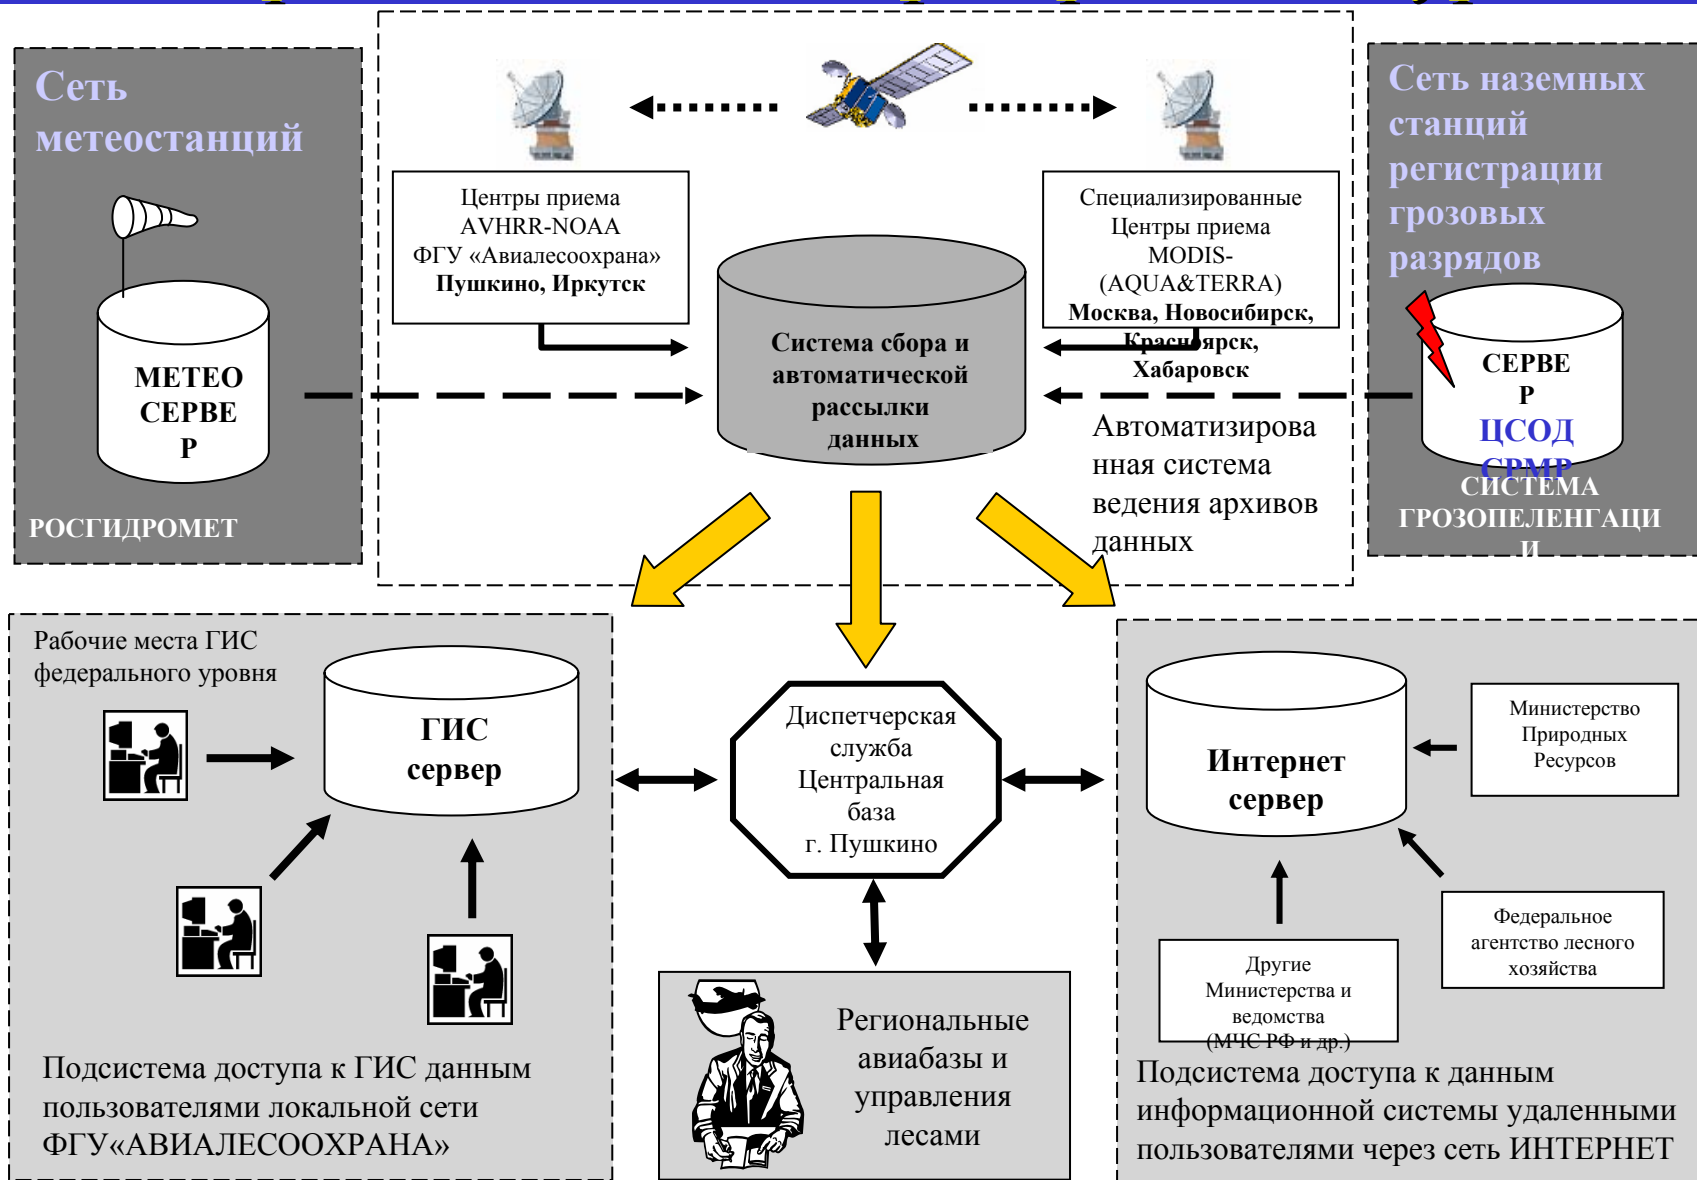 Сеть
метеостанций
МЕТЕО
СЕРВЕ
Р
РОСГИДРОМЕТ
Центры приема
AVHRR-NOAA
ФГУ «Авиалесоохрана»
Пушкино, Иркутск
Специализированные
Центры приема
MODIS-
(AQUA&TERRA)
Москва, Новосибирск,
Красноярск,
Хабаровск
Система сбора и
автоматической
рассылки
данных
Автоматизирова
нная система
ведения архивов
данных
Сеть наземных
станций
регистрации
грозовых
разрядов
СЕРВЕ
Р
ЦСОД
СРМР
СИСТЕМА
ГРОЗОПЕЛЕНГАЦИ
И
Рабочие места ГИС
федерального уровня
ГИС
сервер
Подсистема доступа к ГИС данным
пользователями локальной сети
ФГУ«АВИАЛЕСООХРАНА»
Диспетчерская
служба
Центральная
база
г. Пушкино
Региональные
авиабазы и
управления
лесами
Интернет
сервер
Министерство
Природных
Ресурсов
Федеральное
агентство лесного
хозяйства
Другие
Министерства и
ведомства
(МЧС РФ и др.)
Подсистема доступа к данным
информационной системы удаленными
пользователями через сеть ИНТЕРНЕТ